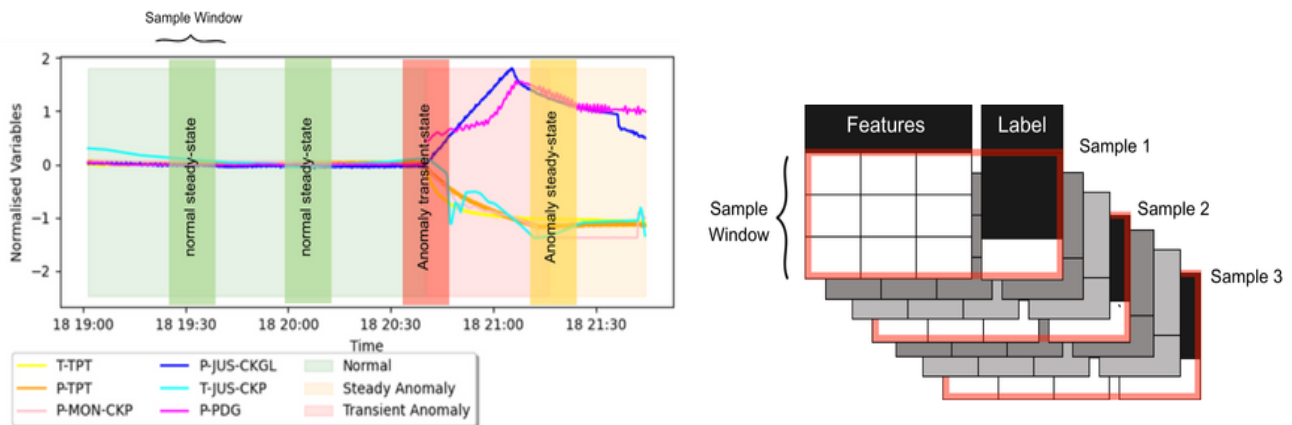 Sample Window
Normalised Variables
2
1
0
−1
−2
normal steady-state
normal steady-state
Anomaly transient-state
Anomaly steady-state
18 19:00 18 19:30 18 20:00 18 20:30 18 21:00 18 21:30
Time
T-TPT P-JUS-CKGL Normal
P-TPT T-JUS-CKP Steady Anomaly
P-MON-CKP P-PDG Transient Anomaly
Features Label
Sample 1
Sample
Window
Sample 2
Sample 3